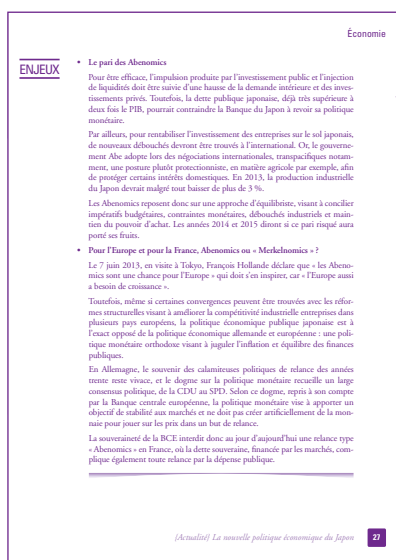 Économie
ENJEUX
• Le pari des Abenomics
Pour être efficace, l'impulsion produite par l'investissement public et l'injection
de liquidités doit être suivie d'une hausse de la demande intérieure et des inves-
tissements privés. Toutefois, la dette publique japonaise, déjà très supérieure à
deux fois le PIB, pourrait contraindre la Banque du Japon à revoir sa politique
monétaire.
Par ailleurs, pour rentabiliser l'investissement des entreprises sur le sol japonais,
de nouveaux débouchés devront être trouvés à l'international. Or, le gouverne-
ment Abe adopte lors des négociations internationales, transpacifiques notam-
ment, une posture plutôt protectionniste, en matière agricole par exemple, afin
de protéger certains intérêts domestiques. En 2013, la production industrielle
du Japon devrait malgré tout baisser de plus de 3 %.
Les Abenomics reposent donc sur une approche d'équilibriste, visant à concilier
impératifs budgétaires, contraintes monétaires, débouchés industriels et main-
tien du pouvoir d'achat. Les années 2014 et 2015 diront si ce pari risqué aura
porté ses fruits.
• Pour l'Europe et pour la France, Abenomics ou « Merkelnomics » ?
Le 7 juin 2013, en visite à Tokyo, François Hollande déclare que « les Abeno-
mics sont une chance pour l'Europe » qui doit s'en inspirer, car « l'Europe aussi
a besoin de croissance ».
Toutefois, même si certaines convergences peuvent être trouvées avec les réfor-
mes structurelles visant à améliorer la compétitivité industrielle entreprises dans
plusieurs pays européens, la politique économique publique japonaise est à
l'exact opposé de la politique économique allemande et européenne : une poli-
tique monétaire orthodoxe visant à juguler l'inflation et équilibre des finances
publiques.
En Allemagne, le souvenir des calamiteuses politiques de relance des années
trente reste vivace, et le dogme sur la politique monétaire recueille un large
consensus politique, de la CDU au SPD. Selon ce dogme, repris à son compte
par la Banque centrale européenne, la politique monétaire vise à apporter un
objectif de stabilité aux marchés et ne doit pas créer artificiellement de la mon-
naie pour jouer sur les prix dans un but de relance.
La souveraineté de la BCE interdit donc au jour d'aujourd'hui une relance type
« Abenomics » en France, où la dette souveraine, financée par les marchés, com-
plique également toute relance par la dépense publique.
[Actualité] La nouvelle politique économique du Japon
27